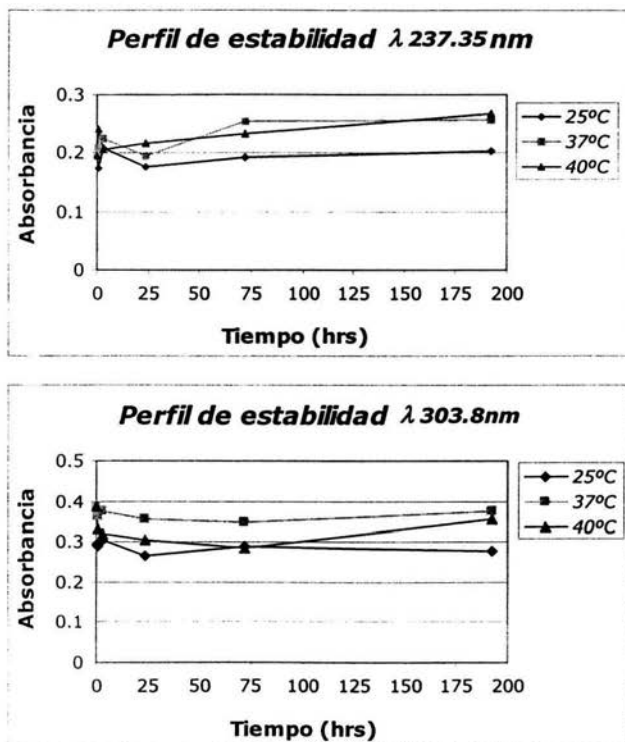 Perfil de estabilidad λ 237.35 nm
Absorbancia
0.3
0.2
0.1
0
0 25 50 75 100 125 150 175 200
Tiempo (hrs)
25ºC
37ºC
40ºC
Perfil de estabilidad λ 303.8nm
Absorbancia
0.5
0.4
0.3
0.2
0.1
0
0 25 50 75 100 125 150 175 200
Tiempo (hrs)
25ºC
37ºC
40ºC